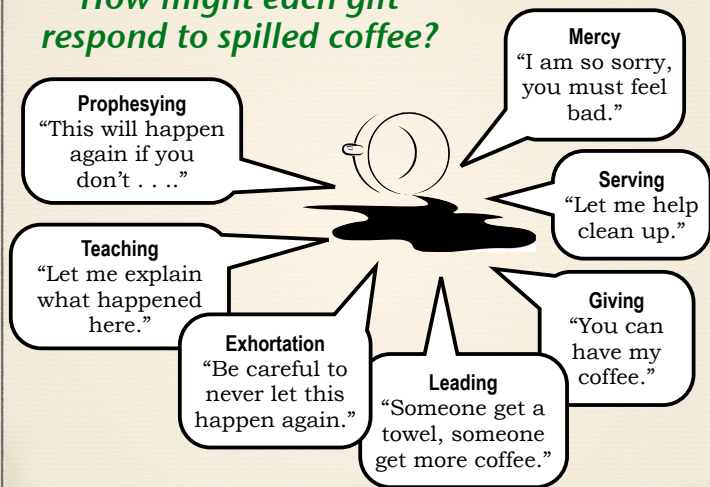 How might each gift
respond to spilled coffee?
Mercy
“I am so sorry,
you must feel
bad.”
Prophesying
“This will happen
again if you
don’t . . ..”
Serving
“Let me help
clean up.”
Teaching
“Let me explain
what happened
here.”
Giving
“You can
have my
coffee.”
Exhortation
“Be careful to
never let this
happen again.”
Leading
“Someone get a
towel, someone
get more coffee.”